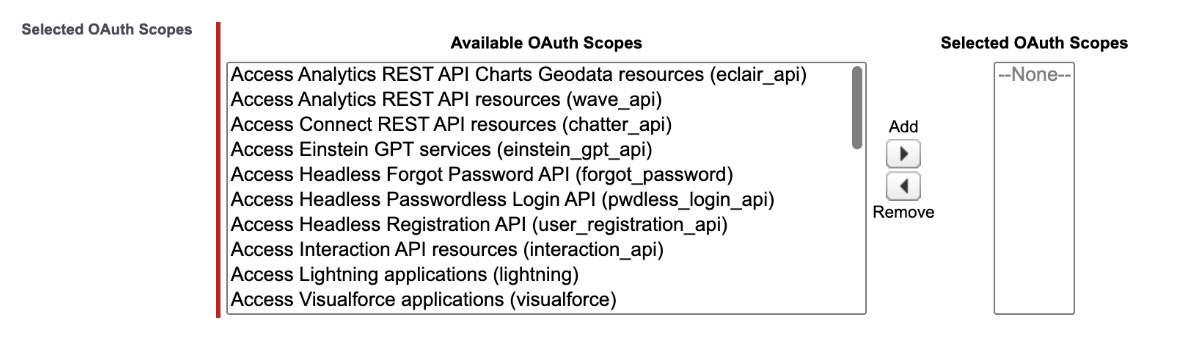 Selected OAuth Scopes
Available OAuth Scopes
Selected OAuth Scopes
Access Analytics REST API Charts Geodata resources (eclair_api)
Access Analytics REST API resources (wave_api)
Access Connect REST API resources (chatter_api)
Access Einstein GPT services (einstein_gpt_api)
Access Headless Forgot Password API (forgot_password)
Access Headless Passwordless Login API (pwdless_login_api)
Access Headless Registration API (user_registration_api)
Access Interaction API resources (interaction_api)
Access Lightning applications (lightning)
Access Visualforce applications (visualforce)
Add
Remove
--None--